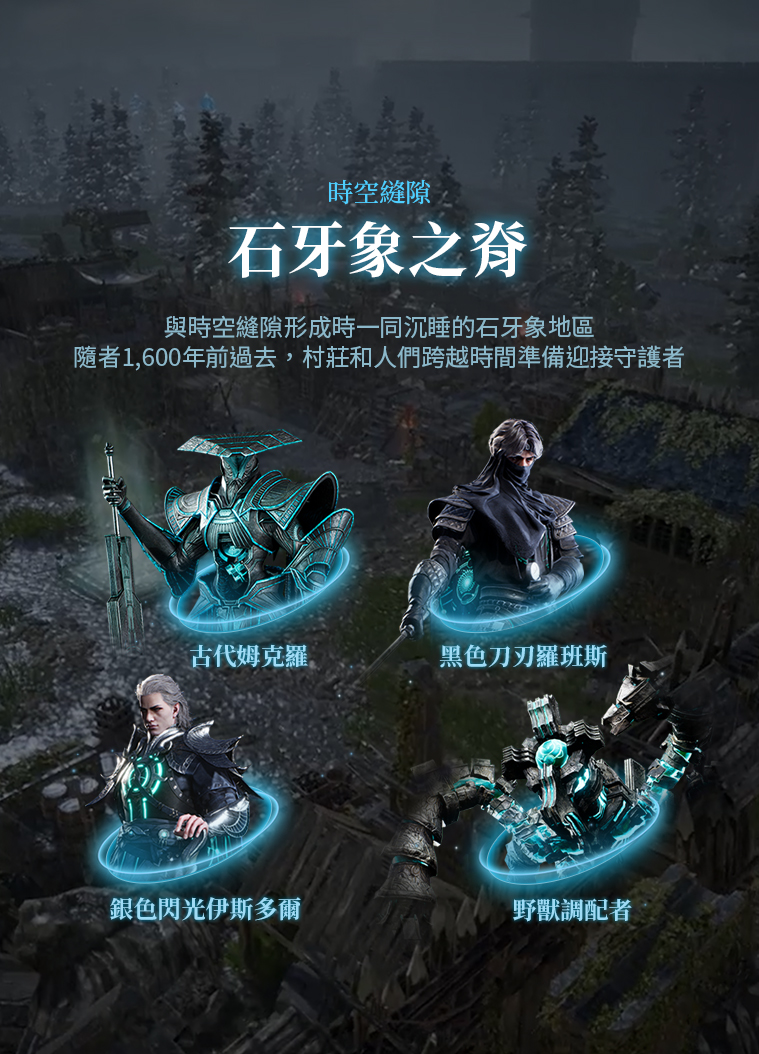 時空縫隙
石牙象之脊
與時空縫隙形成時一同沉睡的石牙象地區
隨者1,600年前過去，村莊和人們跨越時間準備迎接守護者
古代姆克羅
黑色刀刃羅班斯
銀色閃光伊斯多爾
野獸調配者